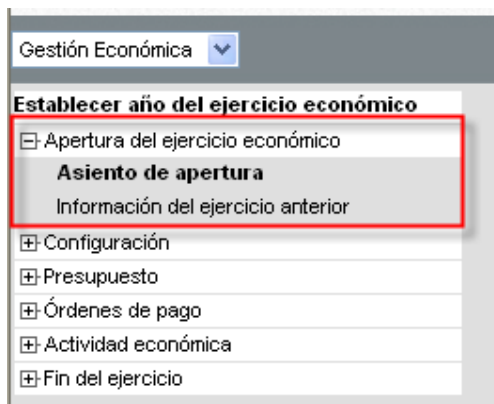 Gestión Económica
Establecer año del ejercicio económico
Apertura del ejercicio económico
Asiento de apertura
Información del ejercicio anterior
Configuración
Presupuesto
Órdenes de pago
Actividad económica
Fin del ejercicio